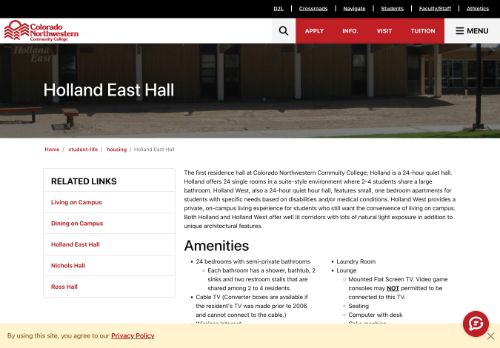 D2L
Crossroads
Navigate
Students
Faculty/Staff
Athletics
Colorado
Northwestern
Community College
APPLY
INFO.
VISIT
TUITION
MENU
Holland East Hall
Home / student-life / housing / Holland East Hall
RELATED LINKS
Living on Campus
Dining on Campus
Holland East Hall
Nichols Hall
Ross Hall
The first residence hall at Colorado Northwestern Community College; Holland is a 24-hour quiet hall.
Holland offers 24 single rooms in a suite-style environment where 2-4 students share a large
bathroom. Holland West, also a 24-hour quiet hour hall, features small, one bedroom apartments for
students with specific needs based on disabilities and/or medical conditions. Holland West provides a
private, on-campus living experience for students who still want the convenience of living on campus.
Both Holland and Holland West offer well lit corridors with lots of natural light exposure in addition to
unique architectural features.
Amenities
• 24 bedrooms with semi-private bathrooms
Each bathroom has a shower, bathtub, 2
sinks and two restroom stalls that are
shared among 2 to 4 residents.
• Cable TV (Converter boxes are available if
the resident's TV was made prior to 2006
and cannot connect to the cable.)
• Wireless Internet
• Laundry Room
• Lounge
Mounted Flat Screen TV. Video game
consoles may NOT permitted to be
connected to this TV.
Seating
Computer with desk
By using this site, you agree to our Privacy Policy